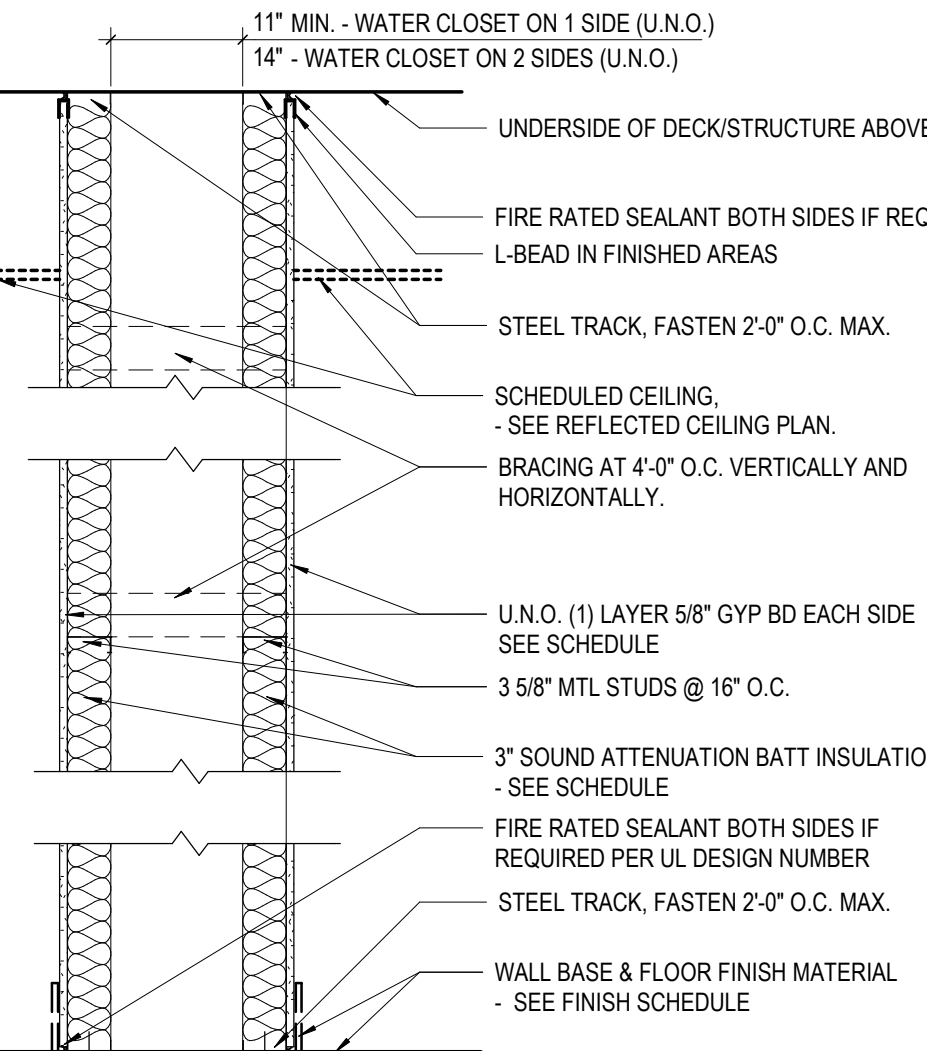 11" MIN. - WATER CLOSET ON 1 SIDE (U.N.O.)
14" - WATER CLOSET ON 2 SIDES (U.N.O.)
UNDERSIDE OF DECK/STRUCTURE ABOVE
FIRE RATED SEALANT BOTH SIDES IF REQ
L-BEAD IN FINISHED AREAS
STEEL TRACK, FASTEN 2'-0" O.C. MAX.
SCHEDULED CEILING,
- SEE REFLECTED CEILING PLAN.
BRACING AT 4'-0" O.C. VERTICALLY AND
HORIZONTALLY.
U.N.O. (1) LAYER 5/8" GYP BD EACH SIDE
SEE SCHEDULE
3 5/8" MTL STUDS @ 16" O.C.
3" SOUND ATTENUATION BATT INSULATIO
- SEE SCHEDULE
FIRE RATED SEALANT BOTH SIDES IF
REQUIRED PER UL DESIGN NUMBER
STEEL TRACK, FASTEN 2'-0" O.C. MAX.
WALL BASE & FLOOR FINISH MATERIAL
- SEE FINISH SCHEDULE